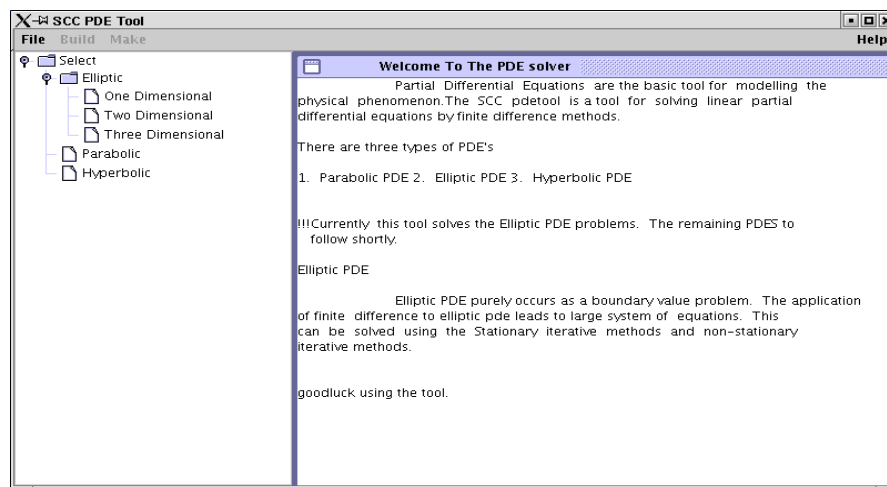 SCC PDE Tool
File Build Make Help
Select
Elliptic
One Dimensional
Two Dimensional
Three Dimensional
Parabolic
Hyperbolic
Welcome To The PDE solver
Partial Differential Equations are the basic tool for modelling the
physical phenomenon.The SCC pdetool is a tool for solving linear partial
differential equations by finite difference methods.
There are three types of PDE's
1. Parabolic PDE 2. Elliptic PDE 3. Hyperbolic PDE
!!!Currently this tool solves the Elliptic PDE problems. The remaining PDES to
follow shortly.
Elliptic PDE
Elliptic PDE purely occurs as a boundary value problem. The application
of finite difference to elliptic pde leads to large system of equations. This
can be solved using the Stationary iterative methods and non-stationary
iterative methods.
goodluck using the tool.